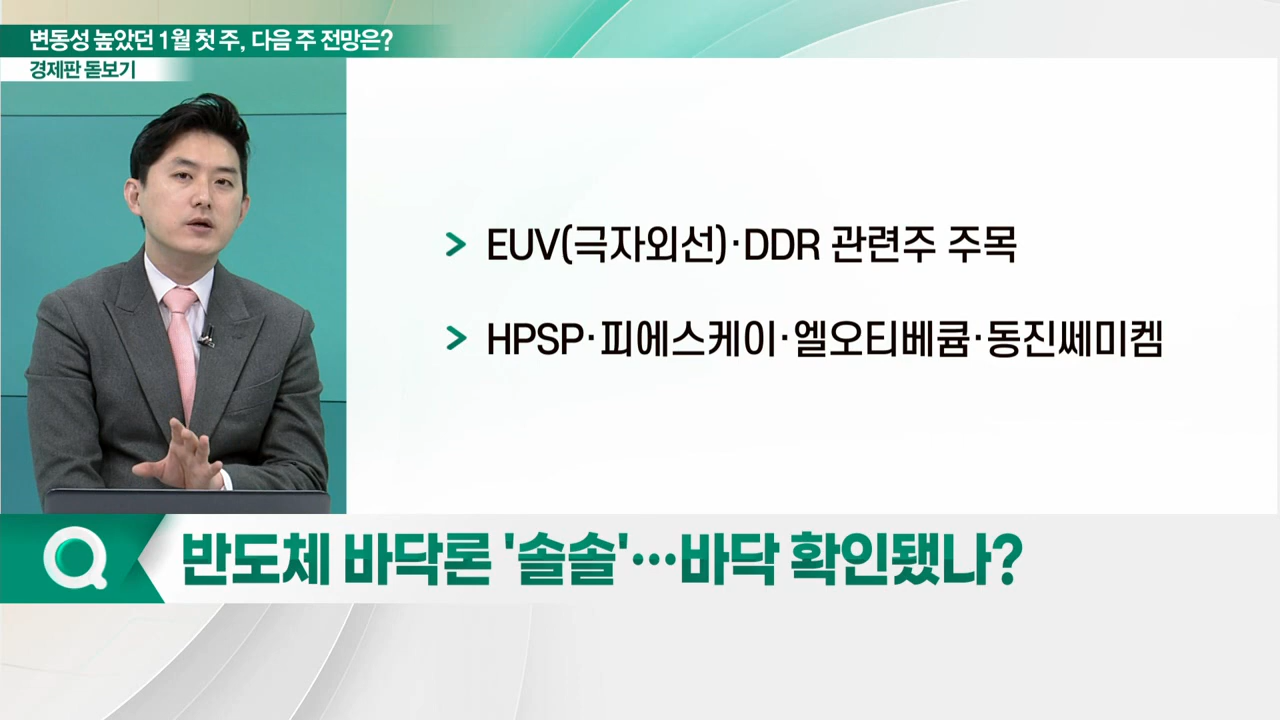 변동성 높았던 1월 첫 주, 다음 주 전망은?
경제판 돋보기
> EUV(극자외선)·DDR 관련주 주목
> HPSP·피에스케이·엘오티베큠·동진쎄미켐
Q 반도체 바닥론 '솔솔'…바닥 확인됐나?